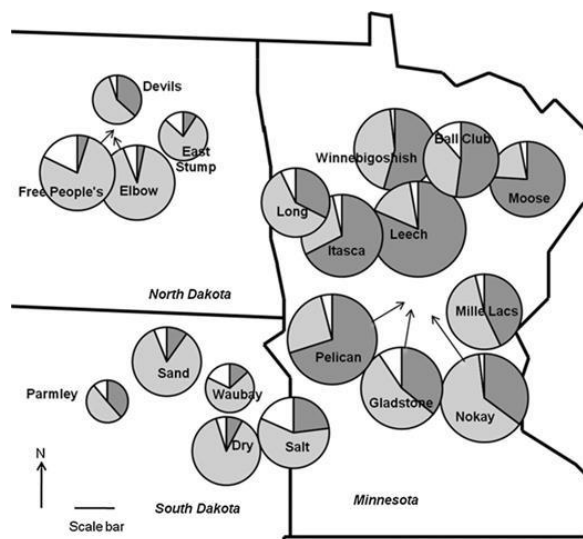 Devils
East
Stump
Free People's
Elbow
Winnebigoshish
Ball Club
Moose
Long
Itasca
Leech
North Dakota
Mille Lacs
Pelican
Gladstone
Nokay
Sand
Parmley
Waubay
Dry
Salt
N
Scale bar
South Dakota
Minnesota